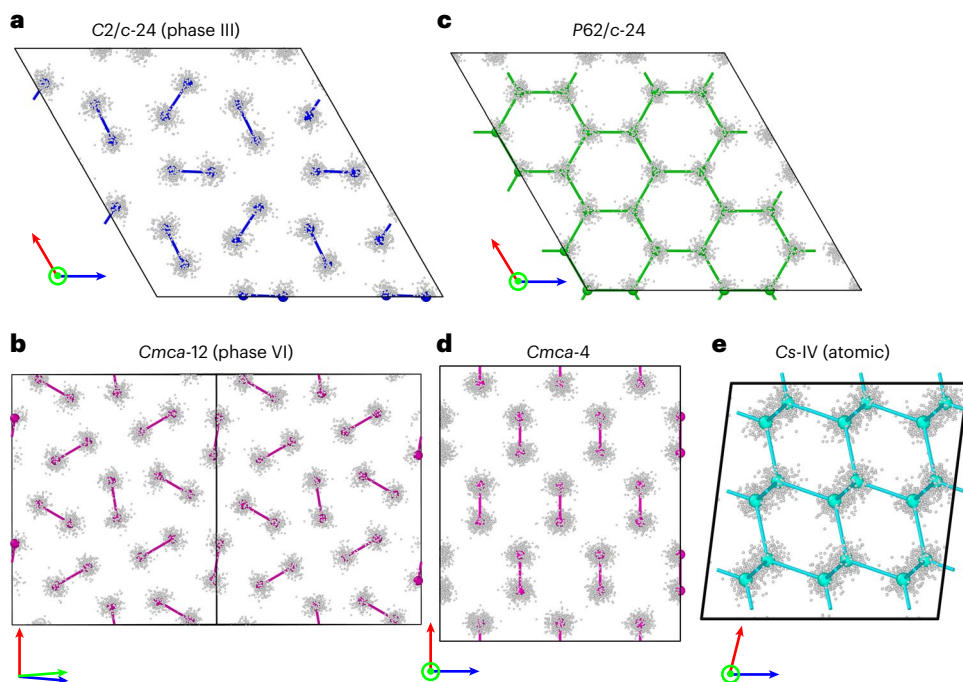 a
C2/c-24 (phase III)
c
P62/c-24
b
Cmca-12 (phase VI)
d
Cmca-4
e
Cs-IV (atomic)